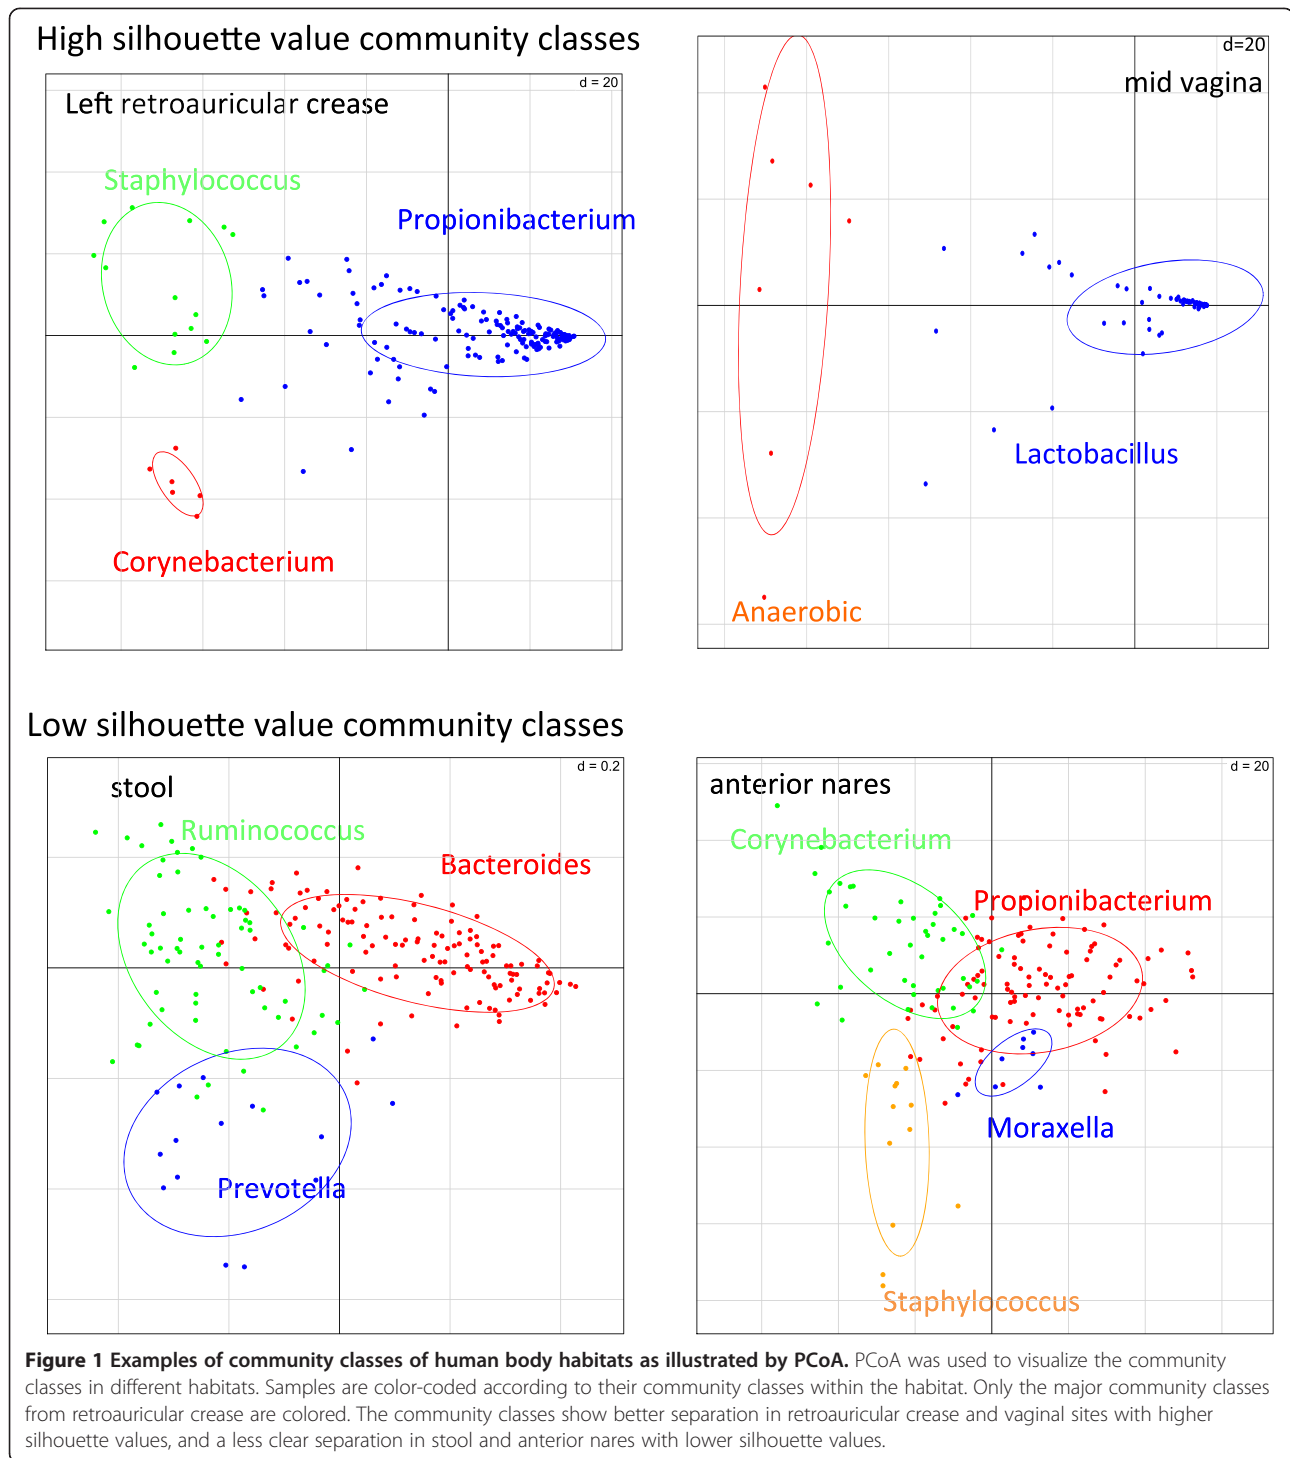 High silhouette value community classes
d = 20
Left retroauricular crease
Staphylococcus
Propionibacterium
Corynebacterium
d=20
mid vagina
Lactobacillus
Anaerobic
Low silhouette value community classes
d = 0.2
stool
Ruminococcus
Bacteroides
Prevotella
d = 20
anterior nares
Corynebacterium
Propionibacterium
Moraxella
Staphylococcus
Figure 1 Examples of community classes of human body habitats as illustrated by PCoA. PCoA was used to visualize the community
classes in different habitats. Samples are color-coded according to their community classes within the habitat. Only the major community classes
from retroauricular crease are colored. The community classes show better separation in retroauricular crease and vaginal sites with higher
silhouette values, and a less clear separation in stool and anterior nares with lower silhouette values.